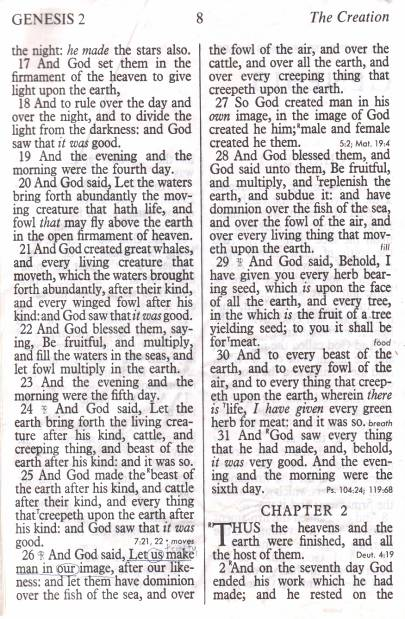 GENESIS 2 8 The Creation
the night: he made the stars also.
17 And God set them in the
firmament of the heaven to give
light upon the earth,
18 And to rule over the day and
over the night, and to divide the
light from the darkness: and God
saw that it was good.
19 And the evening and the
morning were the fourth day.
20 And God said, Let the waters
bring forth abundantly the mov-
ing creature that hath life, and
fowl that may fly above the earth
in the open firmament of heaven.
21 And God created great whales,
and every living creature that
moveth, which the waters brought
forth abundantly, after their kind,
and every winged fowl after his
kind: and God saw that it was good.
22 And God blessed them, say-
ing, Be fruitful, and multiply,
and fill the waters in the seas, and
let fowl multiply in the earth.
23 And the evening and the
morning were the fifth day.
24 And God said, Let the
earth bring forth the living crea-
ture after his kind, cattle, and
creeping thing, and beast of the
earth after his kind: and it was so.
25 And God made the beast of
the earth after his kind, and cattle
after their kind, and every thing
that creepeth upon the earth after
his kind: and God saw that it was
good. 7:21, 22 · moves
26 And God said, Let us make
man in our image, after our like-
ness: and let them have dominion
over the fish of the sea, and over
the fowl of the air, and over the
cattle, and over all the earth, and
over every creeping thing that
creepeth upon the earth.
27 So God created man in his
own image, in the image of God
created he him; male and female
created he them. 5:2; Mat. 19:4
28 And God blessed them, and
God said unto them, Be fruitful,
and multiply, and replenish the
earth, and subdue it: and have
dominion over the fish of the sea,
and over the fowl of the air, and
over every living thing that mov-
eth upon the earth. fill
29 And God said, Behold, I
have given you every herb bear-
ing seed, which is upon the face
of all the earth, and every tree,
in the which is the fruit of a tree
yielding seed; to you it shall be
for meat. food
30 And to every beast of the
earth, and to every fowl of the
air, and to every thing that creep-
eth upon the earth, wherein there
is life, I have given every green
herb for meat: and it was so. breath
31 And God saw every thing
that he had made, and, behold,
it was very good. And the even-
ing and the morning were the
sixth day. Ps. 104:24; 119:68
CHAPTER 2
THUS the heavens and the
earth were finished, and all
the host of them. Deut. 4:19
2 And on the seventh day God
ended his work which he had
made; and he rested on the